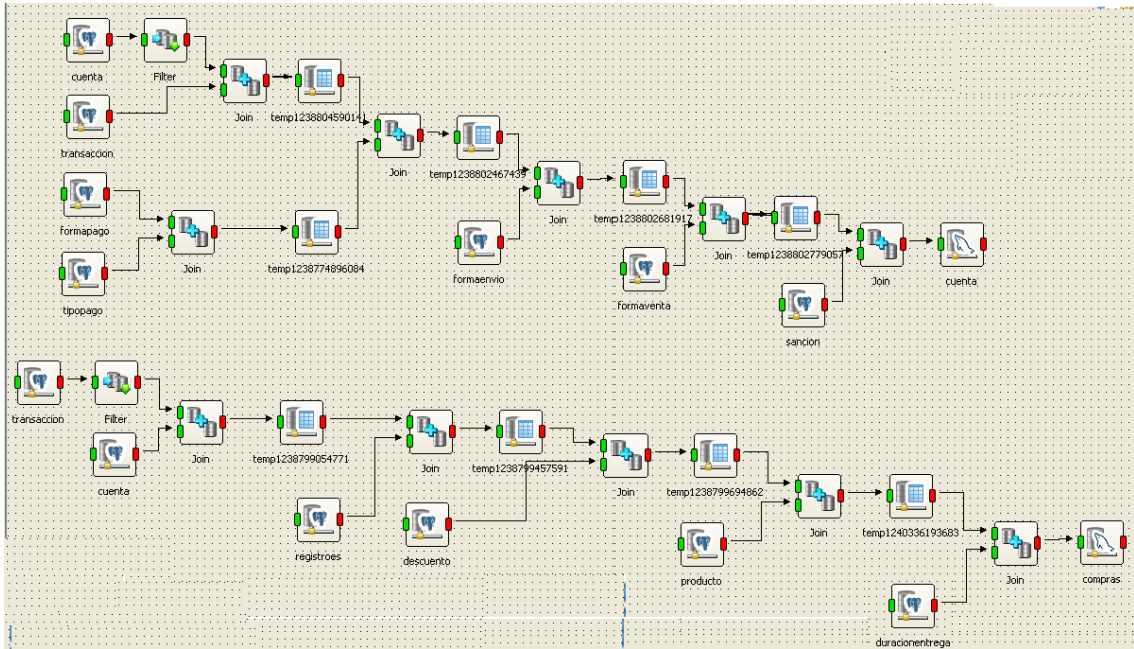 cuenta
Filter
Join
temp1238804590141
transaccion
Join
temp1238802467439
formapago
Join
temp1238774896084
tipopago
formaenvio
Join
temp1238802681917
formaventa
Join
temp1238802779057
sancion
Join
cuenta
transaccion
Filter
cuenta
Join
temp1238799054771
registroes
Join
temp1238799457591
descuento
Join
temp1238799694862
producto
Join
temp1240336193683
duracionentrega
Join
compras